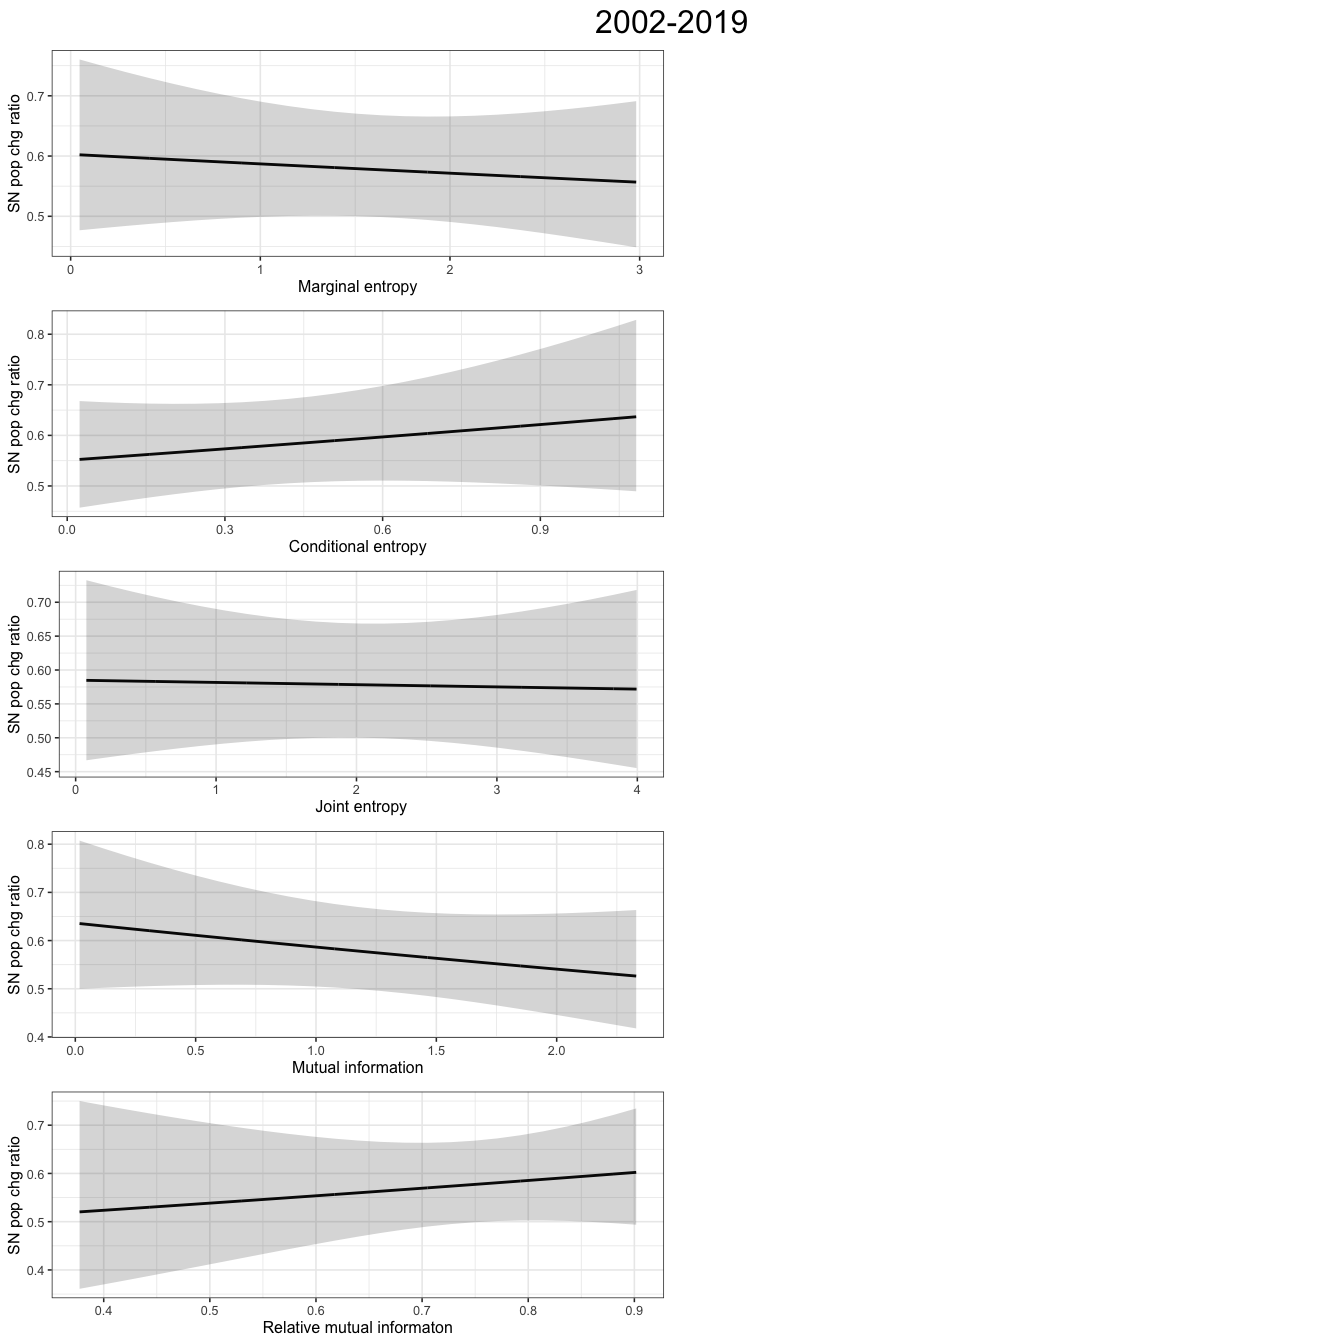 2002-2019
SN pop chg ratio
0.7
0.6
0.5
0 1 2 3
Marginal entropy
SN pop chg ratio
0.8
0.7
0.6
0.5
0.0 0.3 0.6 0.9
Conditional entropy
SN pop chg ratio
0.70
0.65
0.60
0.55
0.50
0.45
0 1 2 3 4
Joint entropy
SN pop chg ratio
0.8
0.7
0.6
0.5
0.4
0.0 0.5 1.0 1.5 2.0
Mutual information
SN pop chg ratio
0.7
0.6
0.5
0.4
0.4 0.5 0.6 0.7 0.8 0.9
Relative mutual informaton